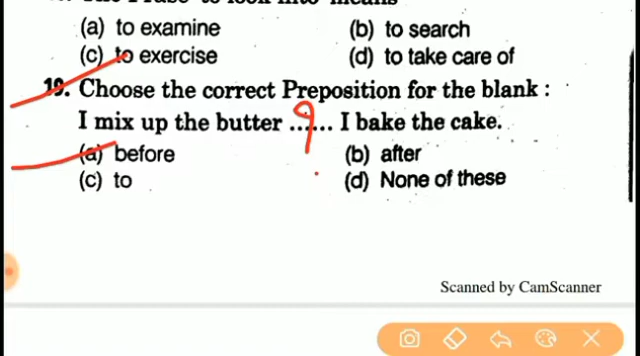 (a) to examine (b) to search
(c) to exercise (d) to take care of
19. Choose the correct Preposition for the blank :
I mix up the butter ...... I bake the cake.
(a) before (b) after
(c) to (d) None of these
Scanned by CamScanner